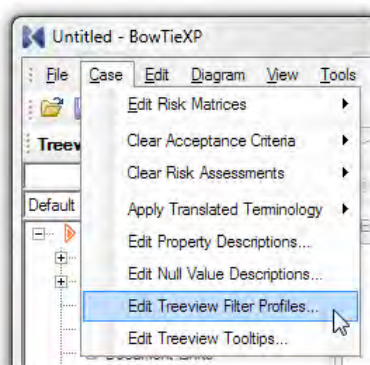 Untitled - BowTieXP
File Case Edit Diagram View Tools
Edit Risk Matrices
Treev
Clear Acceptance Criteria
Clear Risk Assessments
Default
Apply Translated Terminology
Edit Property Descriptions...
Edit Null Value Descriptions...
Edit Treeview Filter Profiles...
Edit Treeview Tooltips...